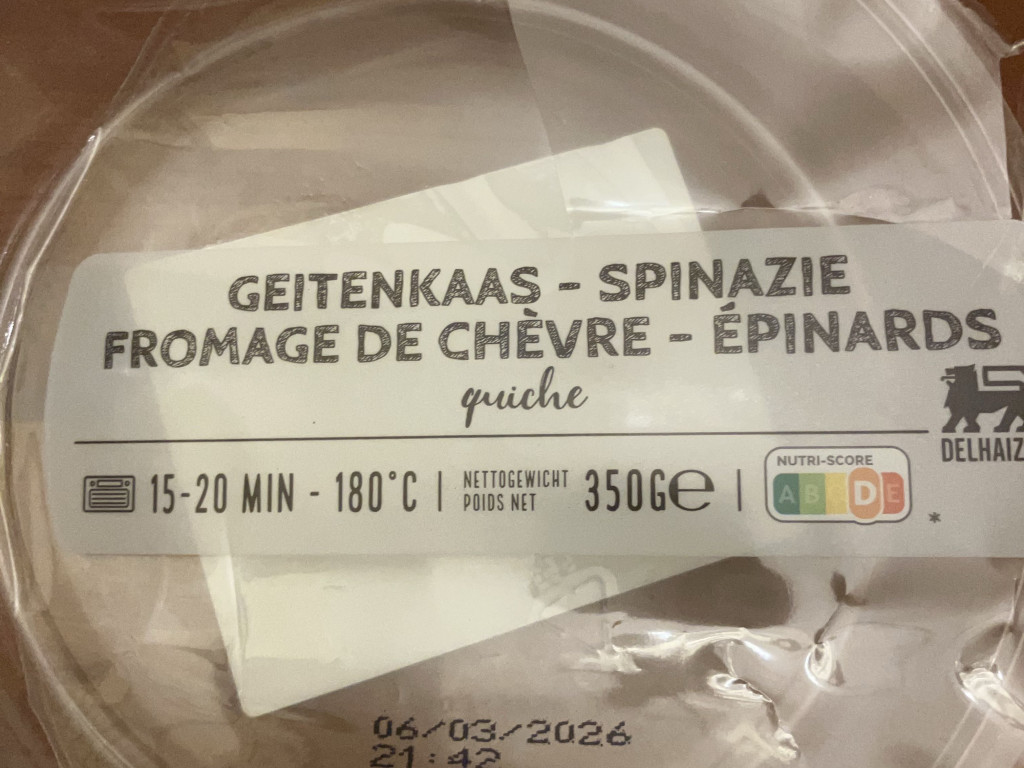 GEITENKAAS - SPINAZIE
FROMAGE DE CHÈVRE - ÉPINARDS
quiche
DELHAIZ
15-20 MIN - 180°C | NETTOGEWICHT
POIDS NET
350G℮ |
NUTRI-SCORE
A B C D E
*
06/03/2026
21:42